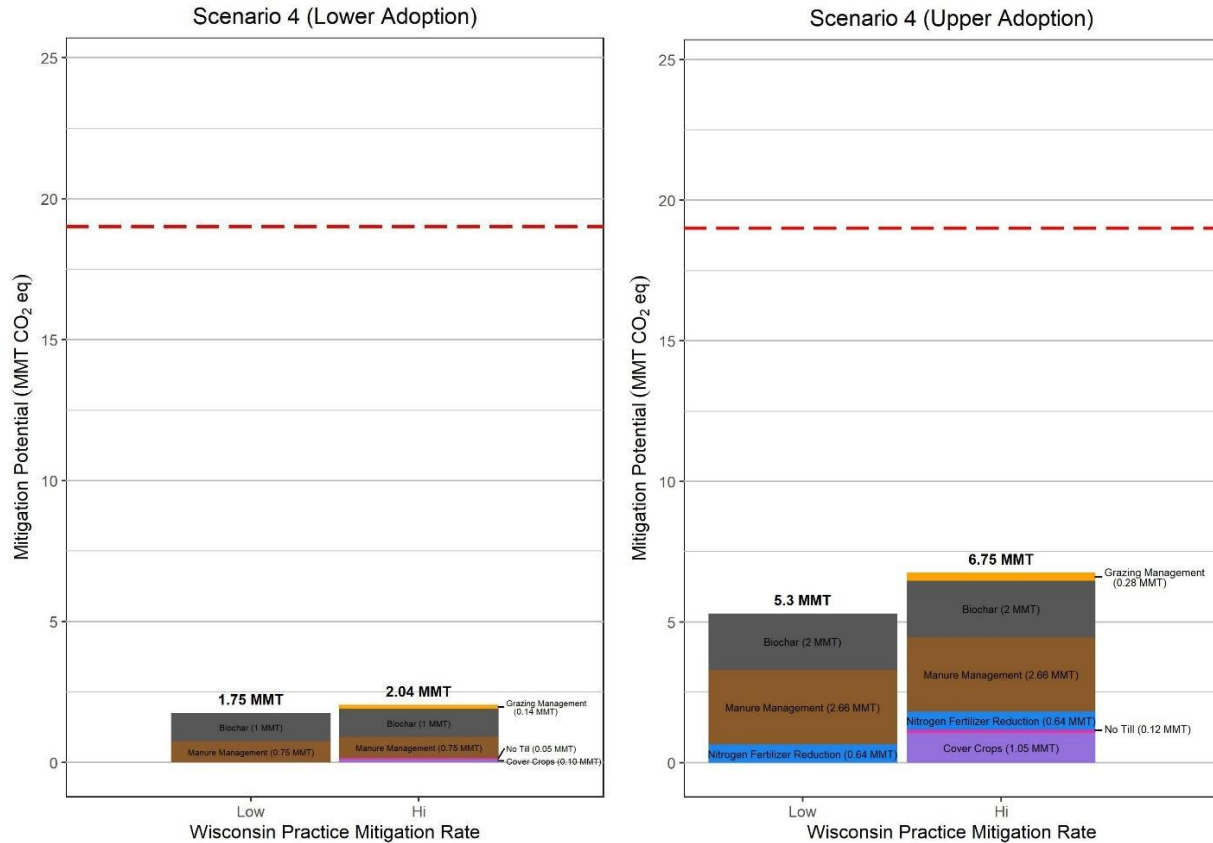 Scenario 4 (Lower Adoption)
Mitigation Potential (MMT CO₂ eq)
25
20
15
10
5
0
1.75 MMT
Biochar (1 MMT)
Manure Management (0.75 MMT)
2.04 MMT
Grazing Management
(0.14 MMT)
Biochar (1 MMT)
Manure Management (0.75 MMT)
No Till (0.05 MMT)
Cover Crops (0.10 MMT)
Low
Hi
Wisconsin Practice Mitigation Rate
Scenario 4 (Upper Adoption)
Mitigation Potential (MMT CO₂ eq)
25
20
15
10
5
0
5.3 MMT
Biochar (2 MMT)
Manure Management (2.66 MMT)
Nitrogen Fertilizer Reduction (0.64 MMT)
6.75 MMT
Grazing Management
(0.28 MMT)
Biochar (2 MMT)
Manure Management (2.66 MMT)
Nitrogen Fertilizer Reduction (0.64 MMT)
No Till (0.12 MMT)
Cover Crops (1.05 MMT)
Low
Hi
Wisconsin Practice Mitigation Rate